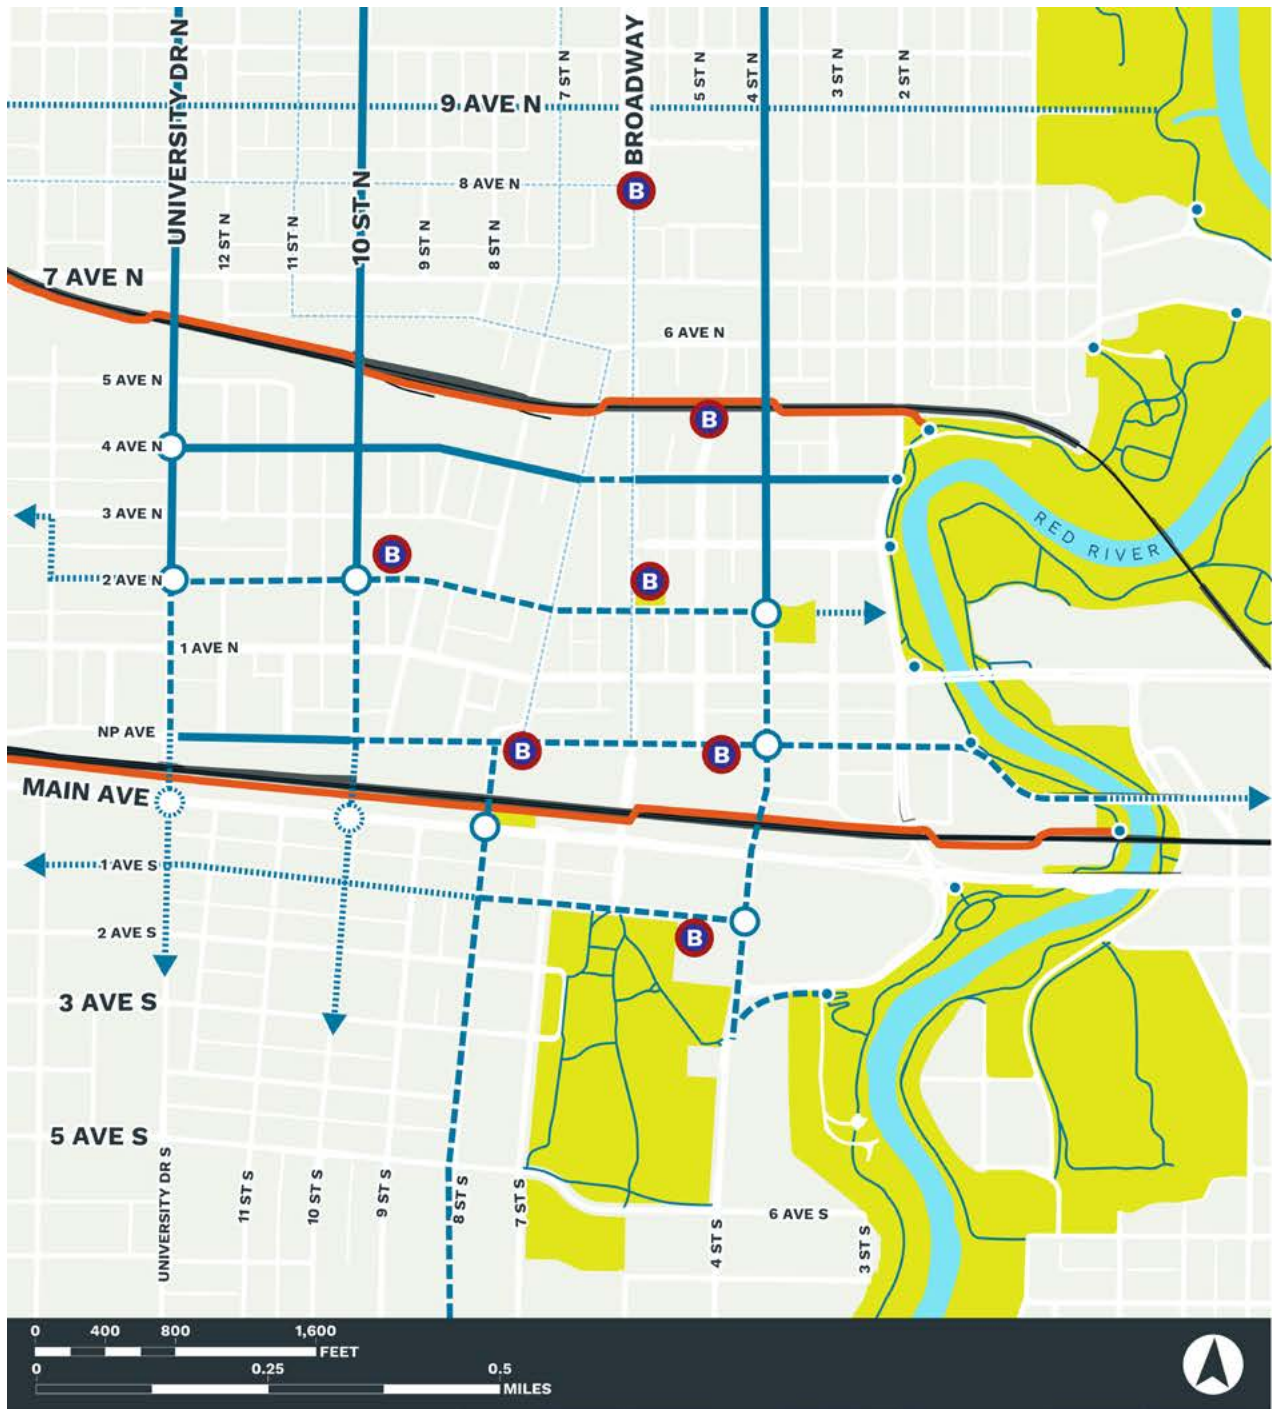 UNIVERSITY DR N
10 ST N
7 ST N
BROADWAY
5 ST N
4 ST N
3 ST N
2 ST N
9 AVE N
8 AVE N
B
12 ST N
11 ST N
9 ST N
8 ST N
7 AVE N
6 AVE N
5 AVE N
B
4 AVE N
3 AVE N
RED RIVER
B
B
2 AVE N
1 AVE N
NP AVE
B
B
MAIN AVE
1 AVE S
2 AVE S
B
3 AVE S
5 AVE S
UNIVERSITY DR S
11 ST S
10 ST S
9 ST S
8 ST S
7 ST S
4 ST S
6 AVE S
3 ST S
0 400 800 1,600
FEET
0 0.25 0.5
MILES